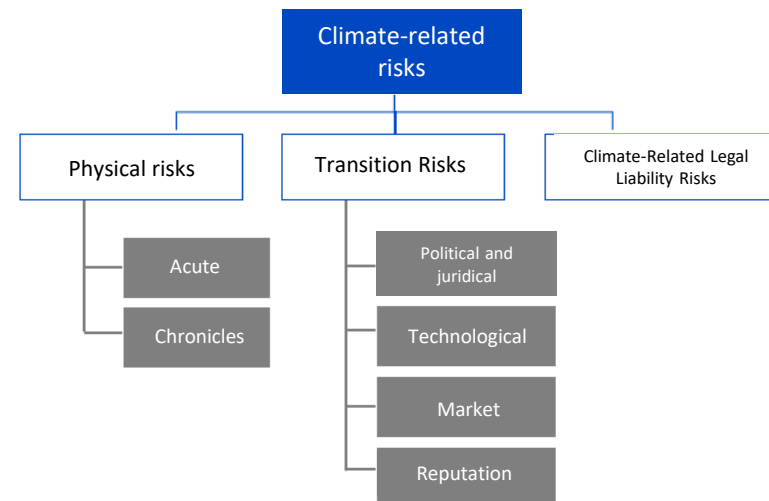 Climate-related
risks
Physical risks
Transition Risks
Climate-Related Legal
Liability Risks
Acute
Chronicles
Political and
juridical
Technological
Market
Reputation